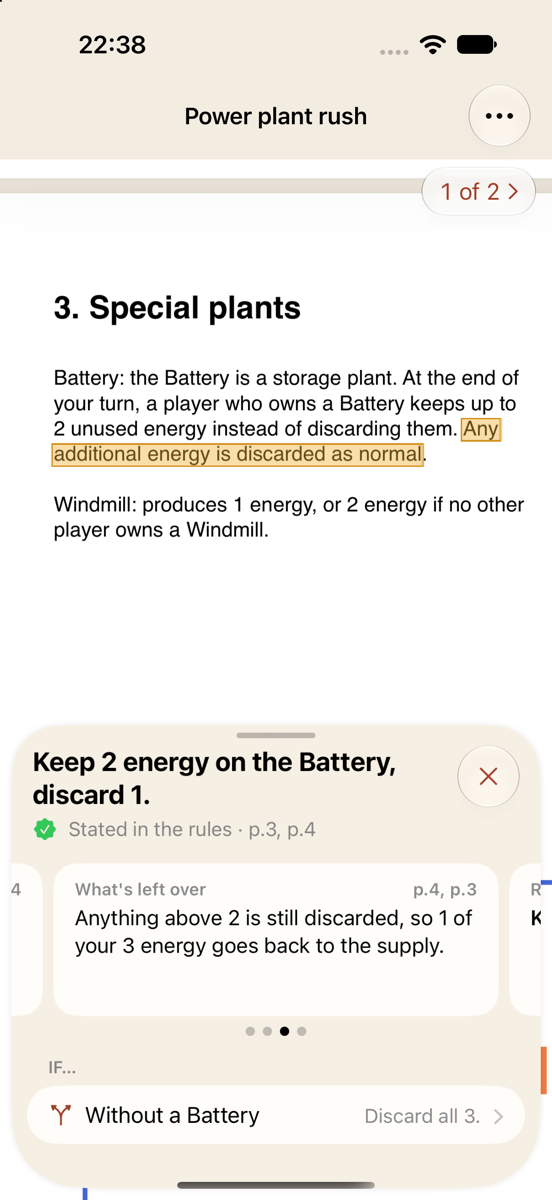 22:38
Power plant rush
1 of 2
3. Special plants
Battery: the Battery is a storage plant. At the end of
your turn, a player who owns a Battery keeps up to
2 unused energy instead of discarding them. Any
additional energy is discarded as normal.
Windmill: produces 1 energy, or 2 energy if no other
player owns a Windmill.
Keep 2 energy on the Battery,
discard 1.
Stated in the rules · p.3, p.4
4
What's left over
p.4, p.3
Anything above 2 is still discarded, so 1 of
your 3 energy goes back to the supply.
R
K
IF...
Without a Battery
Discard all 3.